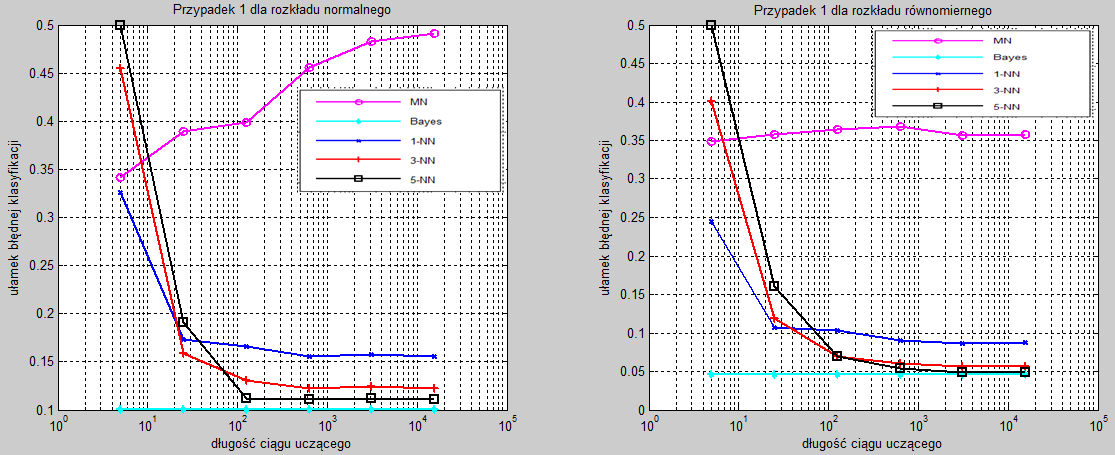 Przypadek 1 dla rozkładu normalnego
0.5
0.45
0.4
0.35
0.3
0.25
0.2
0.15
0.1
ułamek błędnej klasyfikacji
MN
Bayes
1-NN
3-NN
5-NN
10^0 10^1 10^2 10^3 10^4 10^5
długość ciągu uczącego
Przypadek 1 dla rozkładu równomiernego
0.5
0.45
0.4
0.35
0.3
0.25
0.2
0.15
0.1
0.05
0
ułamek błędnej klasyfikacji
MN
Bayes
1-NN
3-NN
5-NN
10^0 10^1 10^2 10^3 10^4 10^5
długość ciągu uczącego